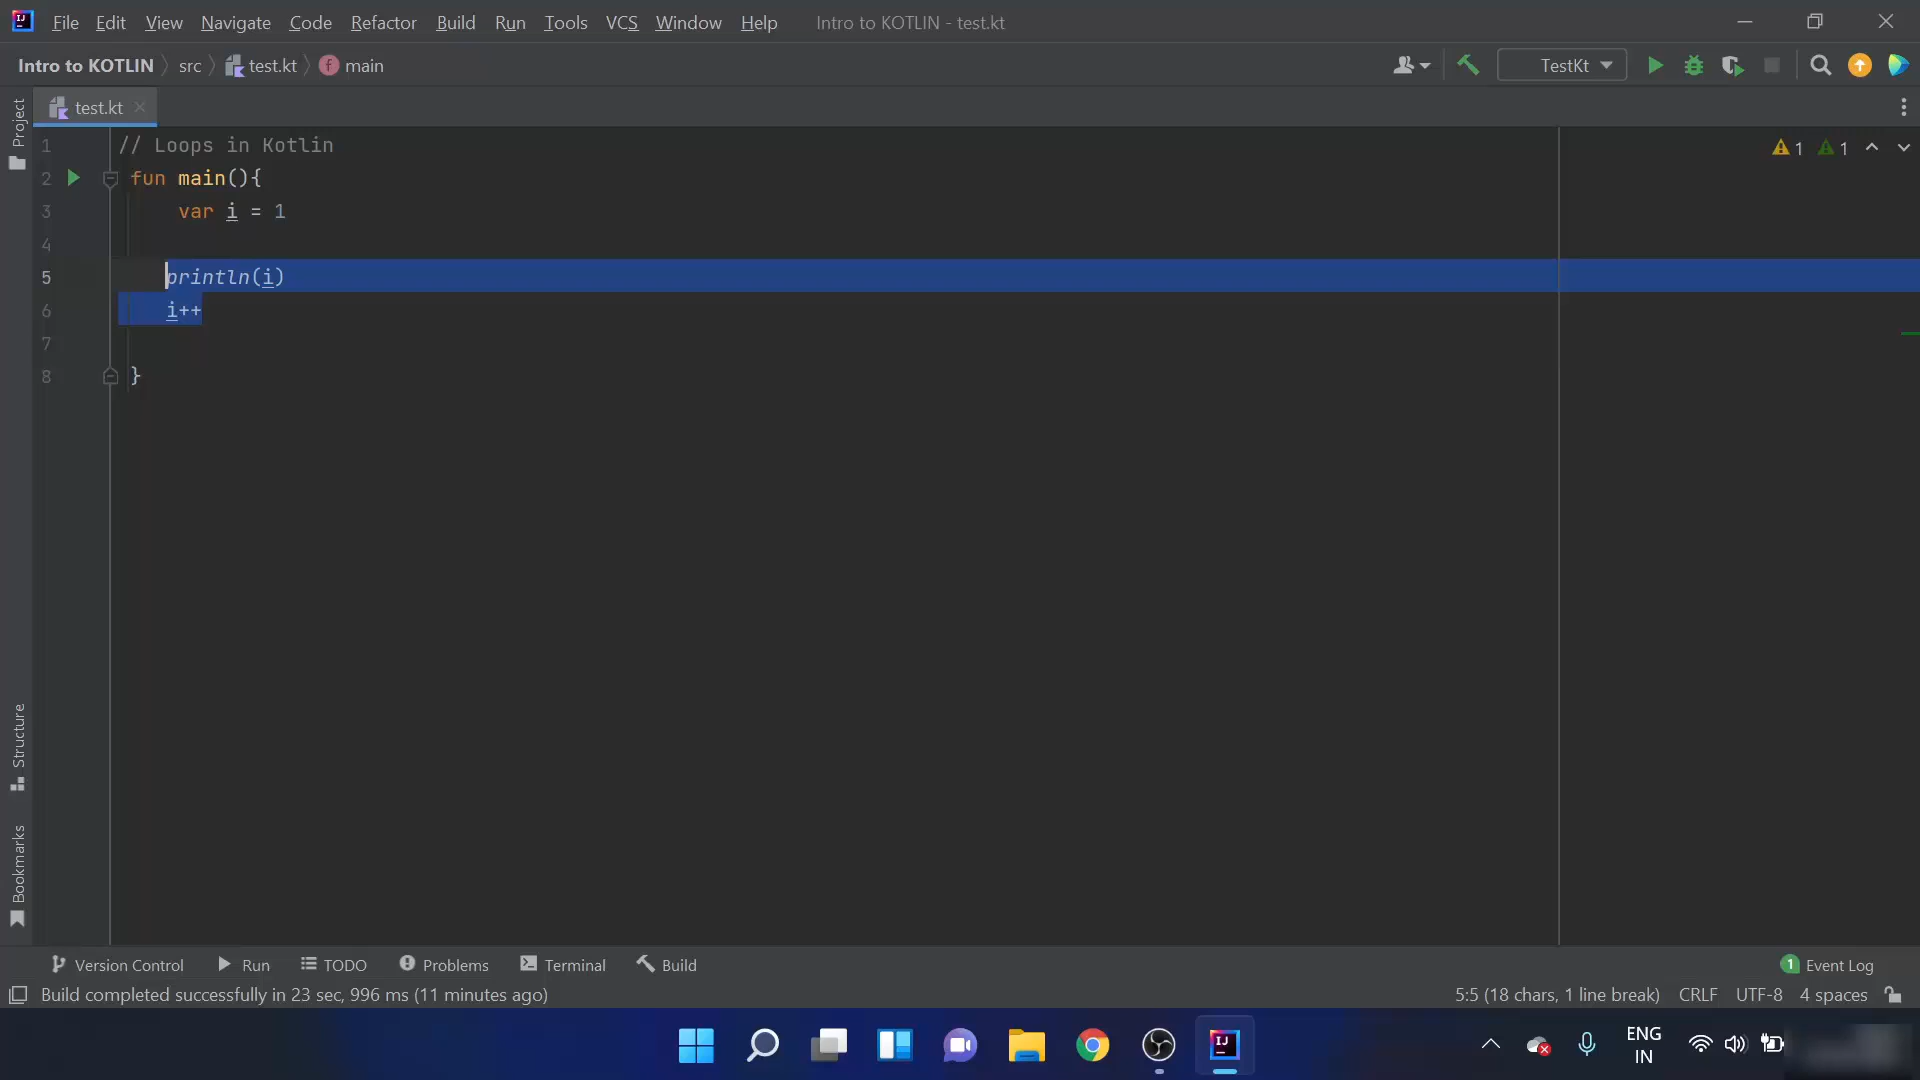 File Edit View Navigate Code Refactor Build Run Tools VCS Window Help Intro to KOTLIN - test.kt
Intro to KOTLIN src test.kt f main TestKt
test.kt
Project
1 // Loops in Kotlin
1 1
2 fun main(){
3 var i = 1
4
5 println(i)
6 i++
7
8 }
Structure
Bookmarks
Version Control Run TODO Problems Terminal Build 1 Event Log
Build completed successfully in 23 sec, 996 ms (11 minutes ago) 5:5 (18 chars, 1 line break) CRLF UTF-8 4 spaces
IJ ENG
IN